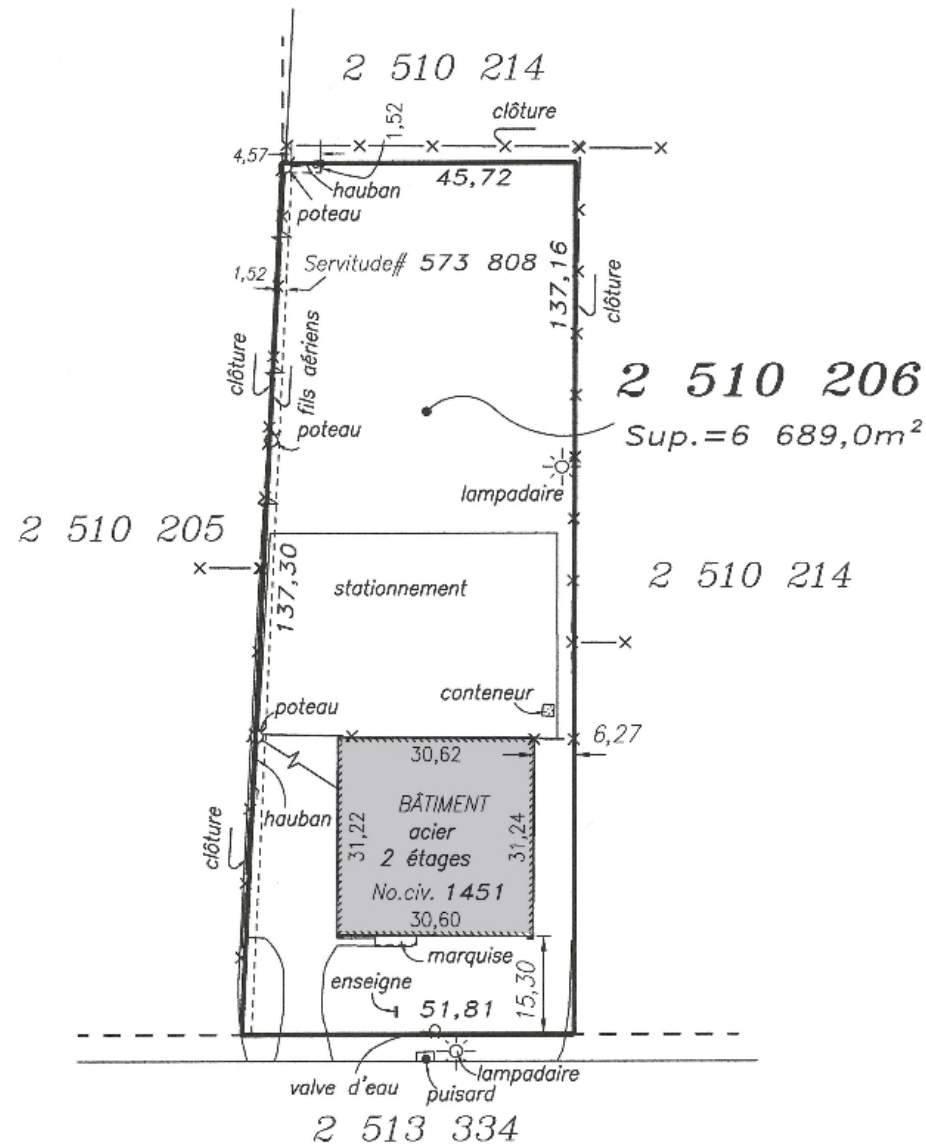 2 510 214
clôture
1,52
4,57
45,72
hauban
poteau
Servitude# 573 808
1,52
137,16
clôture
clôture
fils aériens
2 510 206
Sup.=6 689,0m²
poteau
lampadaire
2 510 205
137,30
stationnement
2 510 214
conteneur
poteau
6,27
30,62
BÂTIMENT
acier
2 étages
No.civ. 1451
30,60
31,22
31,24
hauban
clôture
marquise
enseigne
51,81
15,30
valve d'eau
lampadaire
puisard
2 513 334